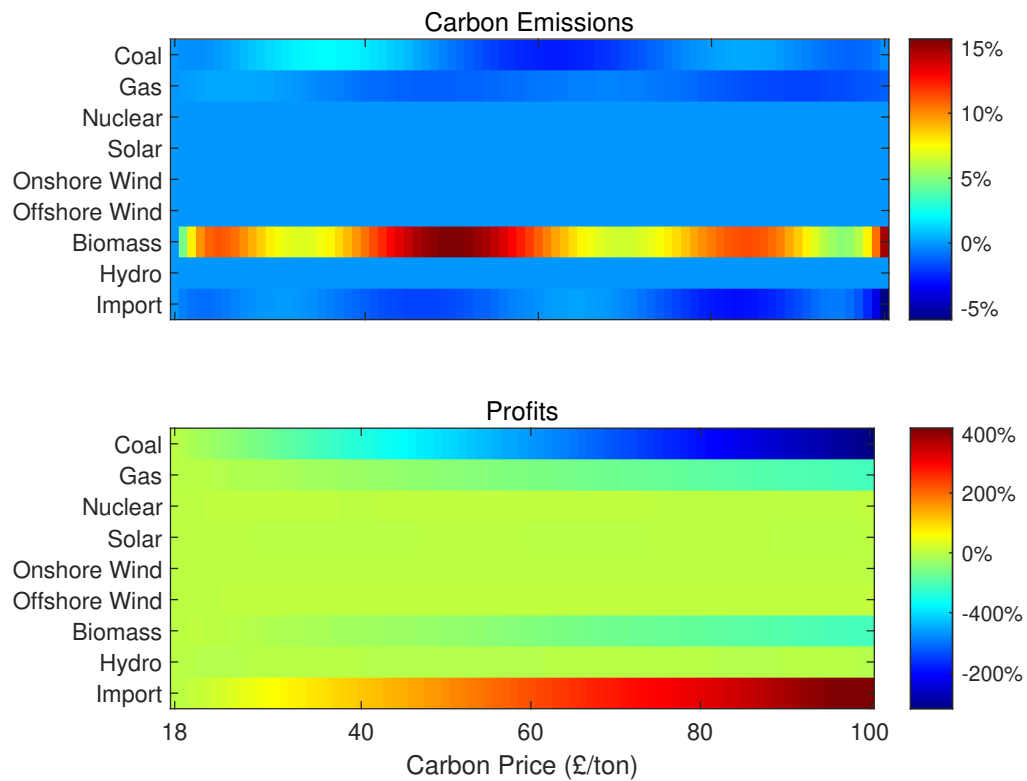 Carbon Emissions
Coal
Gas
Nuclear
Solar
Onshore Wind
Offshore Wind
Biomass
Hydro
Import
15%
10%
5%
0%
-5%
Profits
Coal
Gas
Nuclear
Solar
Onshore Wind
Offshore Wind
Biomass
Hydro
Import
400%
200%
0%
-400%
-200%
18 40 60 80 100
Carbon Price (£/ton)